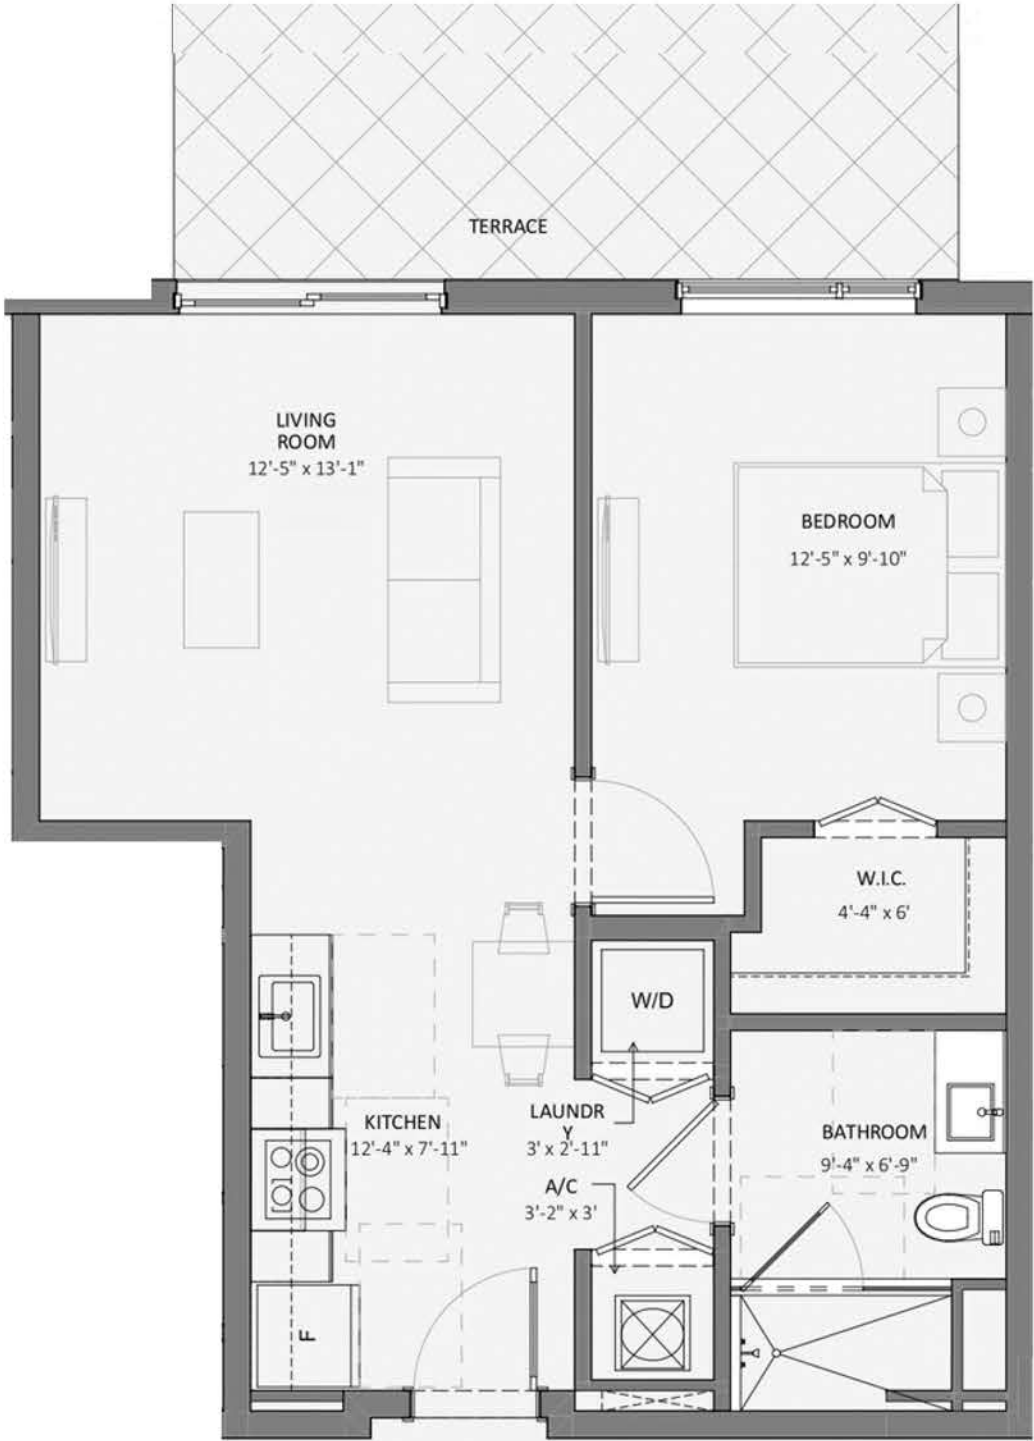 TERRACE
LIVING
ROOM
12'-5" x 13'-1"
BEDROOM
12'-5" x 9'-10"
W.I.C.
4'-4" x 6'
W/D
KITCHEN
12'-4" x 7'-11"
LAUNDR
Y
3' x 2'-11"
A/C
3'-2" x 3'
BATHROOM
9'-4" x 6'-9"
F